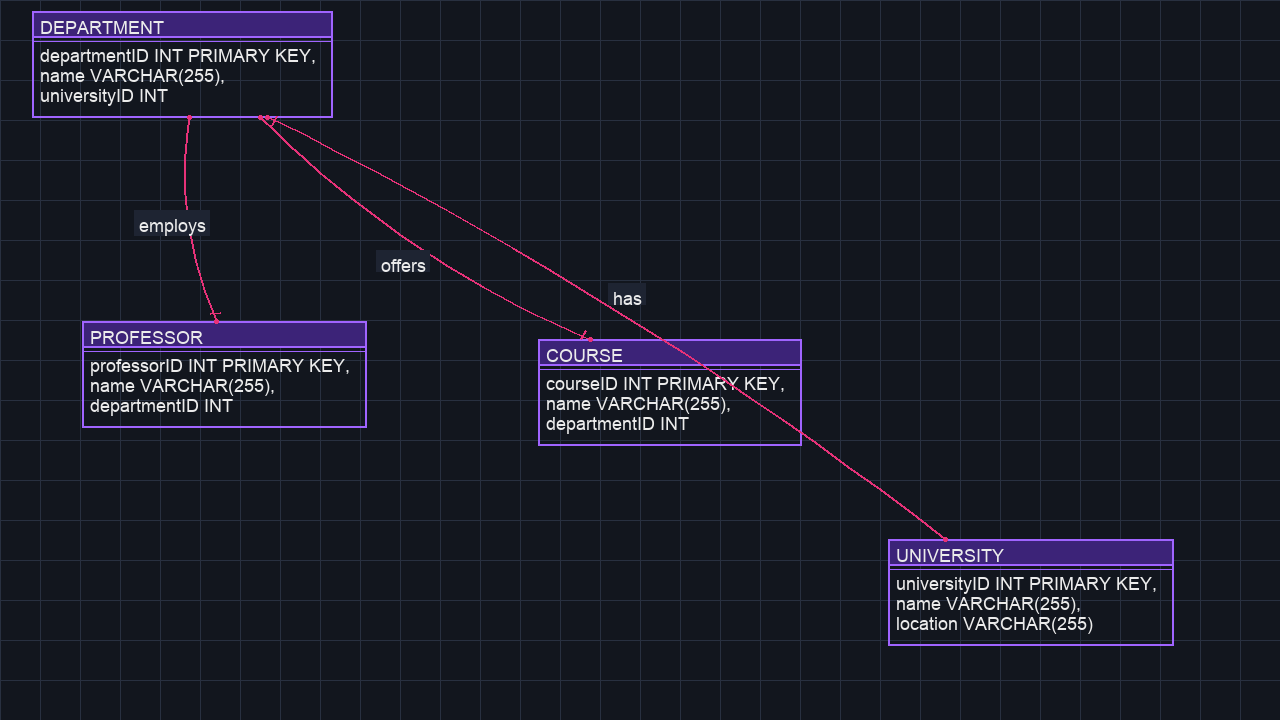 DEPARTMENT
departmentID INT PRIMARY KEY,
name VARCHAR(255),
universityID INT
employs
offers
has
PROFESSOR
professorID INT PRIMARY KEY,
name VARCHAR(255),
departmentID INT
COURSE
courseID INT PRIMARY KEY,
name VARCHAR(255),
departmentID INT
UNIVERSITY
universityID INT PRIMARY KEY,
name VARCHAR(255),
location VARCHAR(255)